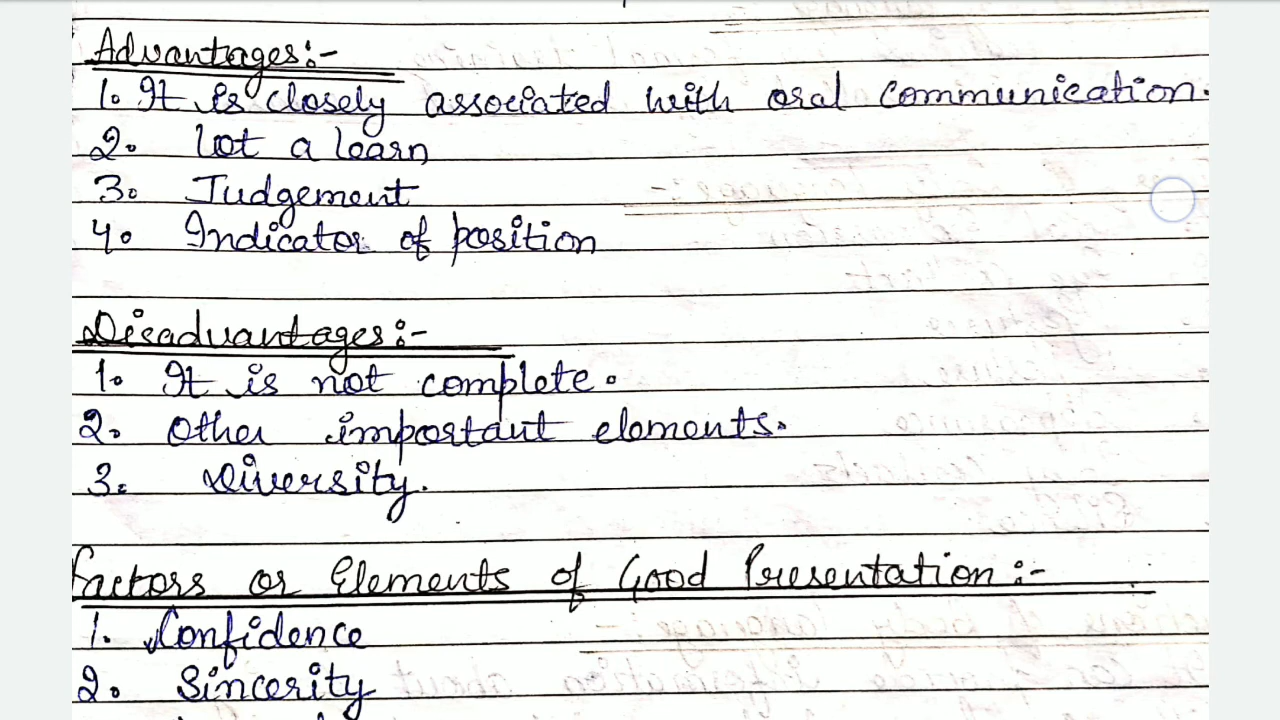 Advantages:-
1. It is closely associated with oral communication.
2. Lot a learn
3. Judgement
4. Indicator of position
Disadvantages:-
1. It is not complete.
2. Other important elements.
3. Diversity.
Factors or Elements of Good Presentation:-
1. Confidence
2. Sincerity